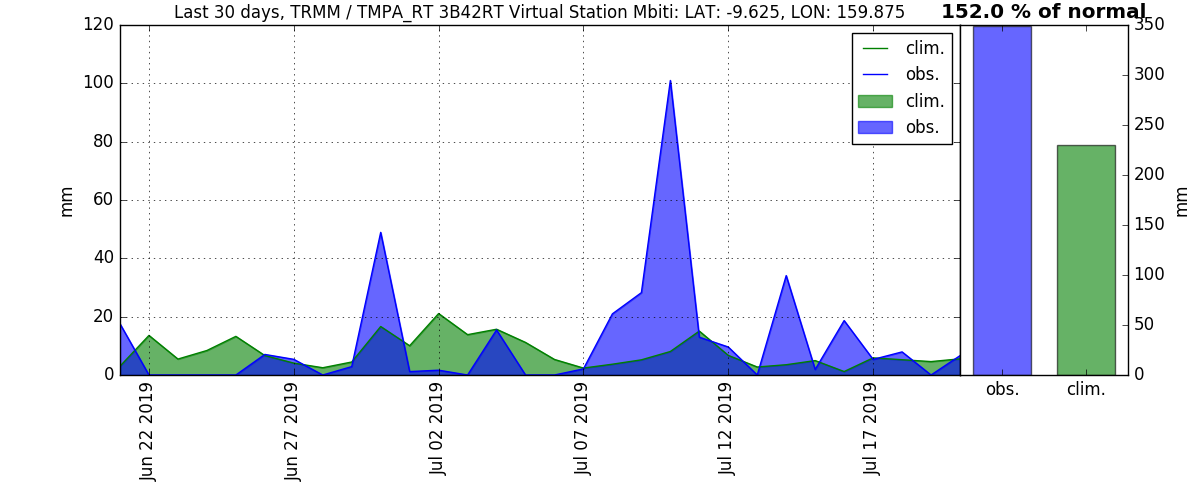 Last 30 days, TRMM / TMPA_RT 3B42RT Virtual Station Mbiti: LAT: -9.625, LON: 159.875
152.0 % of normal
120
100
80
60
40
20
0
mm
clim.
obs.
clim.
obs.
350
300
250
200
150
100
50
0
mm
Jun 22 2019
Jun 27 2019
Jul 02 2019
Jul 07 2019
Jul 12 2019
Jul 17 2019
obs.
clim.